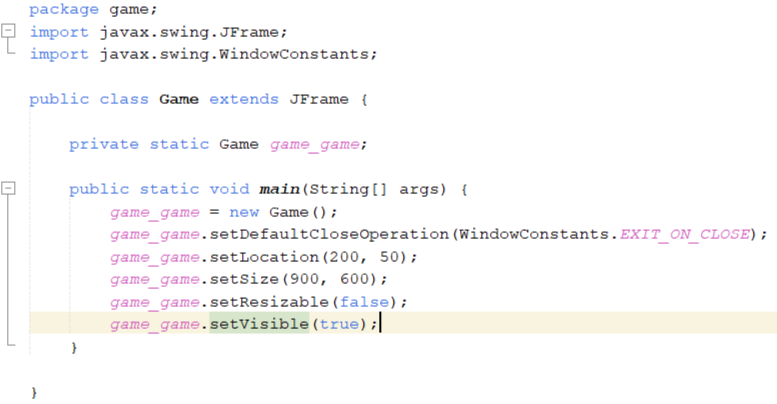 package game;
import javax.swing.JFrame;
import javax.swing.WindowConstants;
public class Game extends JFrame {
private static Game game_game;
public static void main(String[] args) {
game_game = new Game();
game_game.setDefaultCloseOperation(WindowConstants.EXIT_ON_CLOSE);
game_game.setLocation(200, 50);
game_game.setSize(900, 600);
game_game.setResizable(false);
game_game.setVisible(true);
}
}